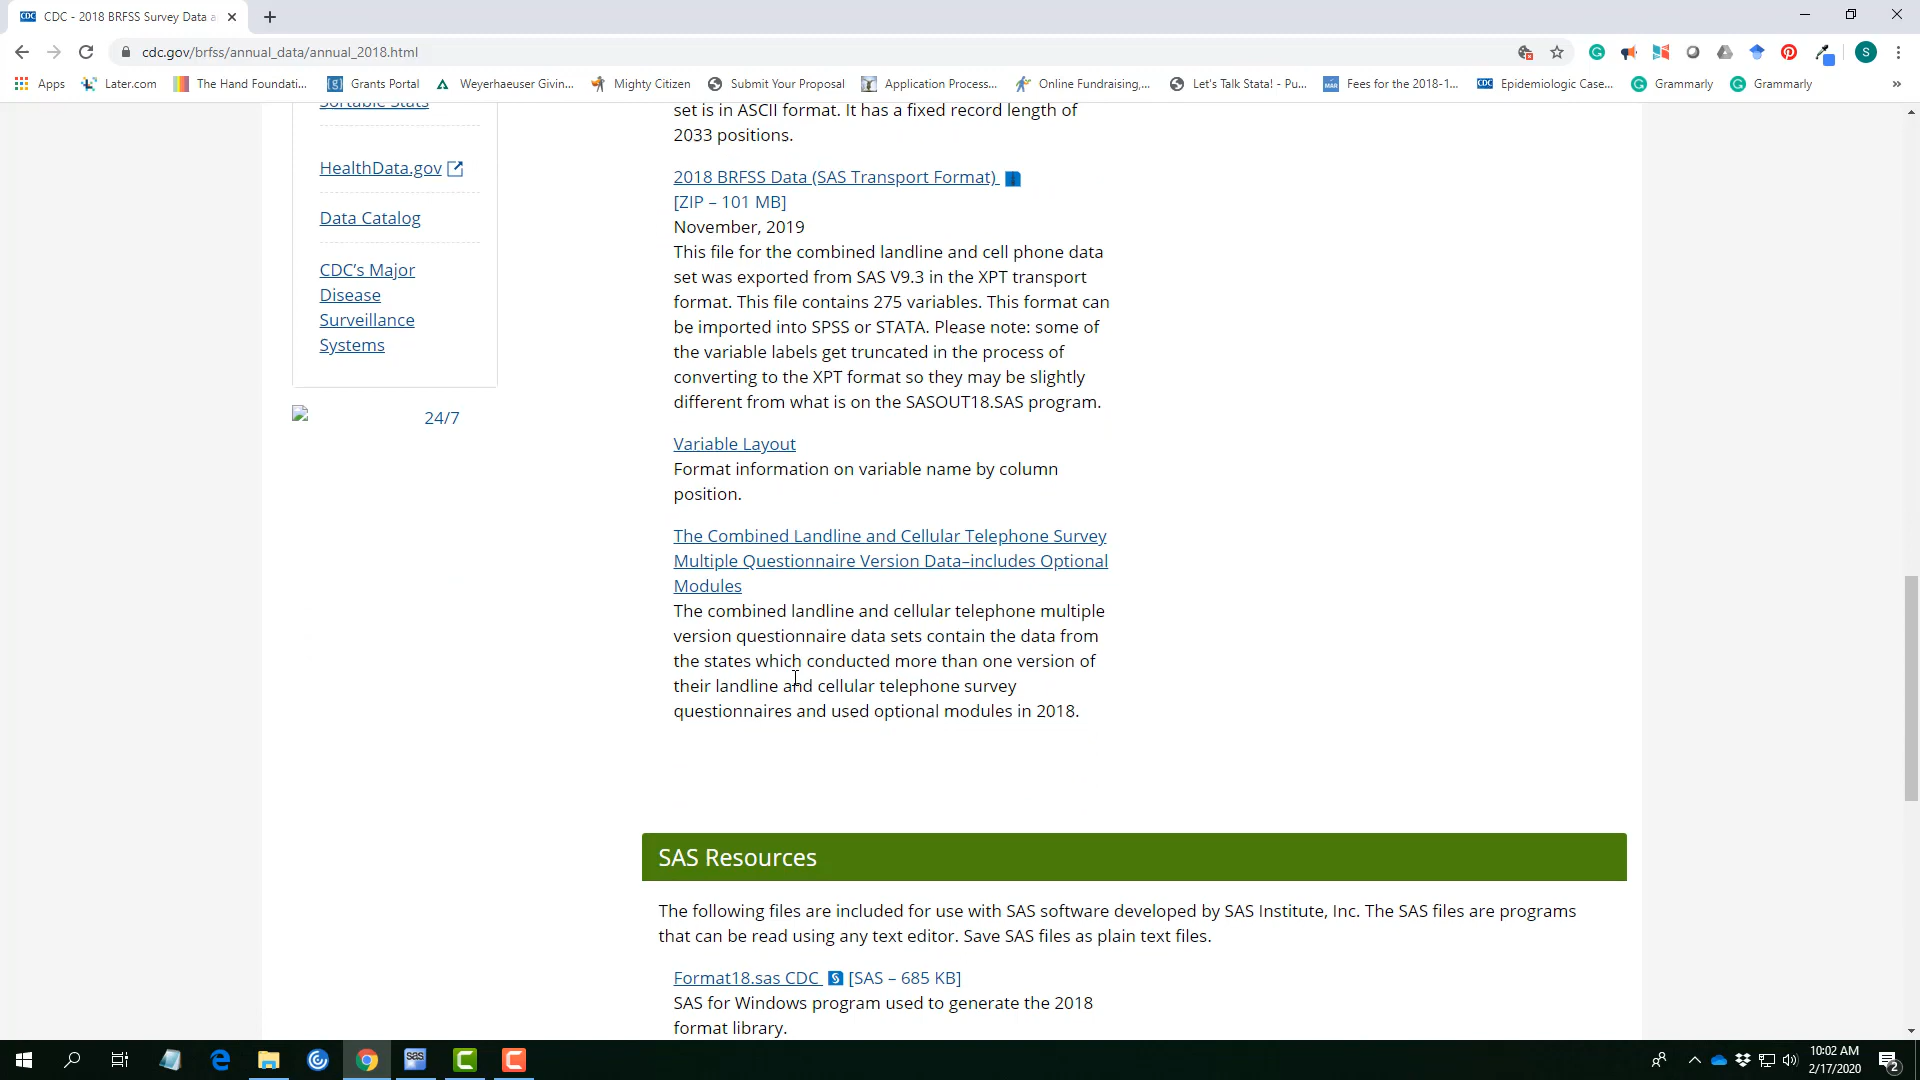 CDC - 2018 BRFSS Survey Data a
cdc.gov/brfss/annual_data/annual_2018.html
S
Apps
Later.com
The Hand Foundati...
Grants Portal
Weyerhaeuser Givin...
Mighty Citizen
Submit Your Proposal
Application Process...
Online Fundraising,...
Let's Talk Stata! - Pu...
Fees for the 2018-1...
CDC
Epidemiologic Case...
Grammarly
Grammarly
Sortable Stats
HealthData.gov
Data Catalog
CDC's Major
Disease
Surveillance
Systems
24/7
set is in ASCII format. It has a fixed record length of
2033 positions.
2018 BRFSS Data (SAS Transport Format)
[ZIP – 101 MB]
November, 2019
This file for the combined landline and cell phone data
set was exported from SAS V9.3 in the XPT transport
format. This file contains 275 variables. This format can
be imported into SPSS or STATA. Please note: some of
the variable labels get truncated in the process of
converting to the XPT format so they may be slightly
different from what is on the SASOUT18.SAS program.
Variable Layout
Format information on variable name by column
position.
The Combined Landline and Cellular Telephone Survey
Multiple Questionnaire Version Data–includes Optional
Modules
The combined landline and cellular telephone multiple
version questionnaire data sets contain the data from
the states which conducted more than one version of
their landline and cellular telephone survey
questionnaires and used optional modules in 2018.
SAS Resources
The following files are included for use with SAS software developed by SAS Institute, Inc. The SAS files are programs
that can be read using any text editor. Save SAS files as plain text files.
Format18.sas CDC [SAS – 685 KB]
SAS for Windows program used to generate the 2018
format library.
sas
10:02 AM
2/17/2020
2